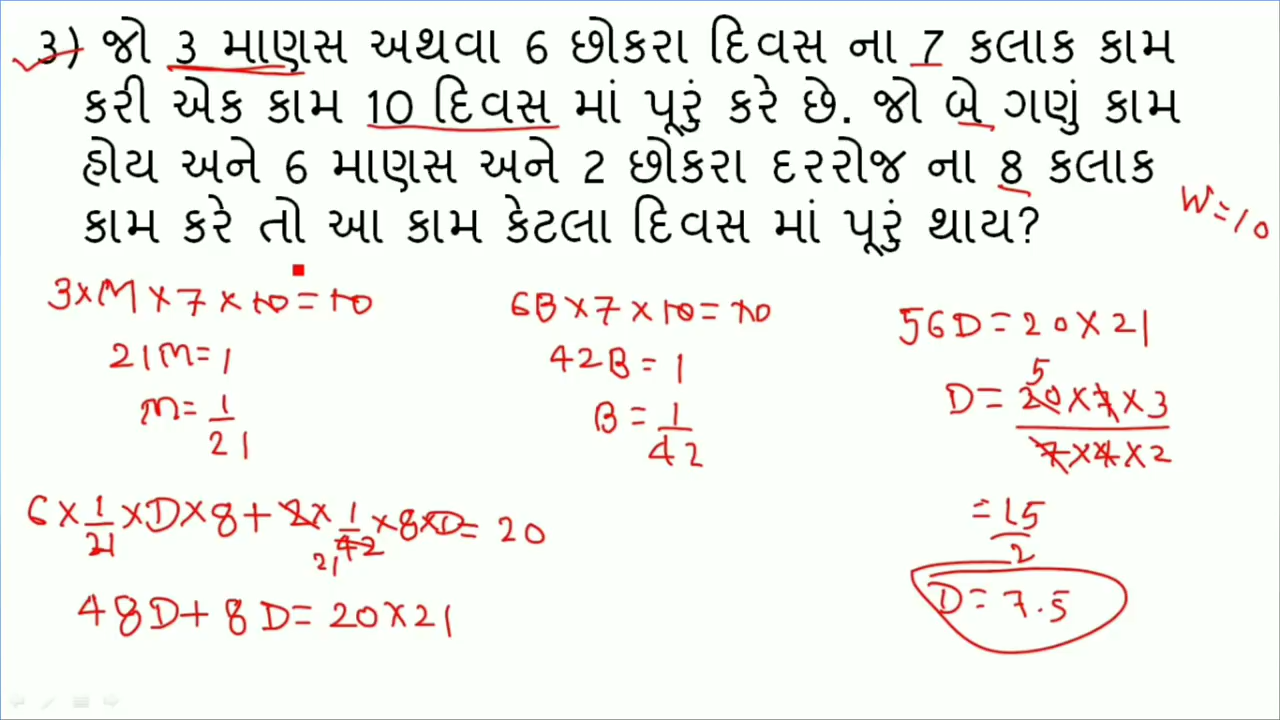 3) જો 3 માણસ અથવા 6 છોકરા દિવસ ના 7 કલાક કામ
કરી એક કામ 10 દિવસ માં પૂરું કરે છે. જો બે ગણું કામ
હોય અને 6 માણસ અને 2 છોકરા દરરોજ ના 8 કલાક
કામ કરે તો આ કામ કેટલા દિવસ માં પૂરું થાય?
W=10
3×M×7×10=10
21M=1
M=1/21
6×1/21×D×8+2×1/42×8×D=20
21
48D+8D=20×21
6B×7×10=10
42B=1
B=1/42
56D=20×21
5
D=20×7×3/7×4×2
=15/2
D=7.5